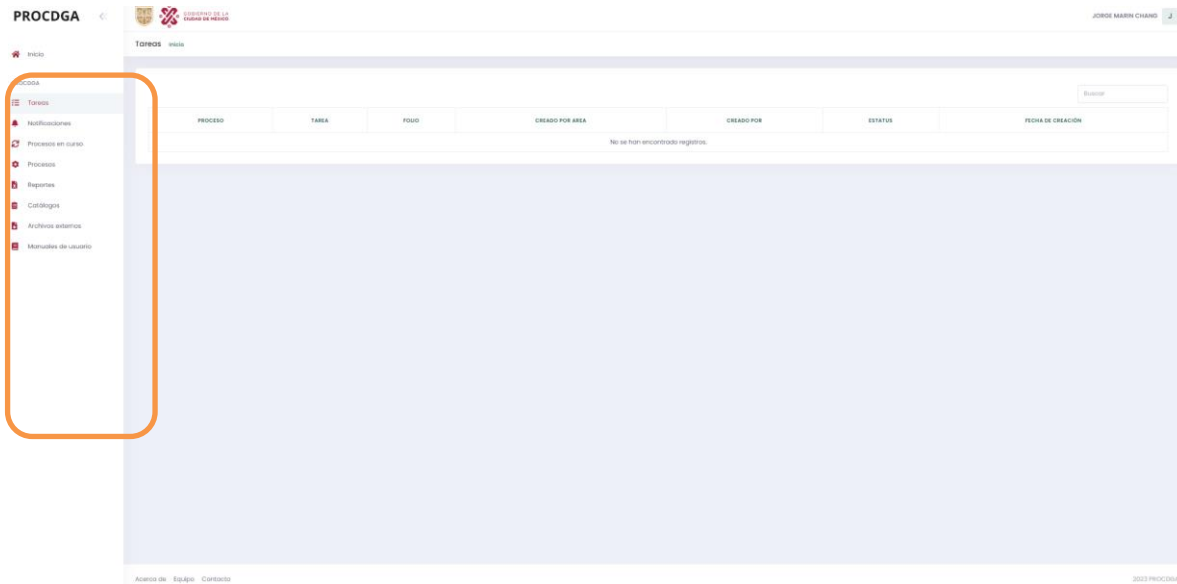 PROCDGA
GOBIERNO DE LA
CIUDAD DE MÉXICO
JORGE MARIN CHANG J
Tareas Inicio
Inicio
Tareas
Notificaciones
Procesos en curso
Procesos
Reportes
Catálogos
Archivos externos
Manuales de usuario
Buscar
PROCESO TAREA FOLIO CREADO POR AREA CREADO POR ESTATUS FECHA DE CREACIÓN
No se han encontrado registros.
Acerca de Equipo Contacto
2023 PROCDGA